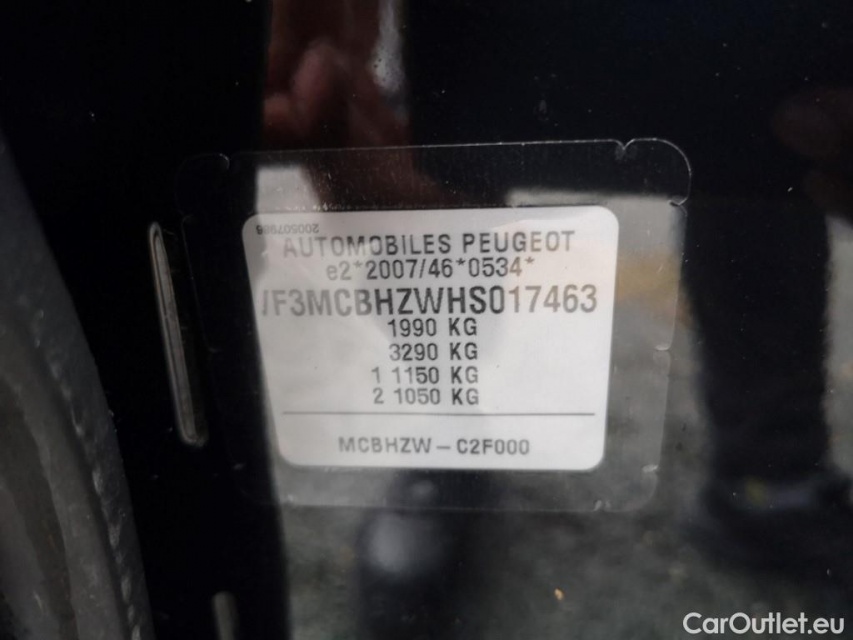 200507986
AUTOMOBILES PEUGEOT
e2*2007/46*0534*
VF3MCBHZWHS017463
1990 KG
3290 KG
1 1150 KG
2 1050 KG
MCBHZW-C2F000
CarOutlet.eu